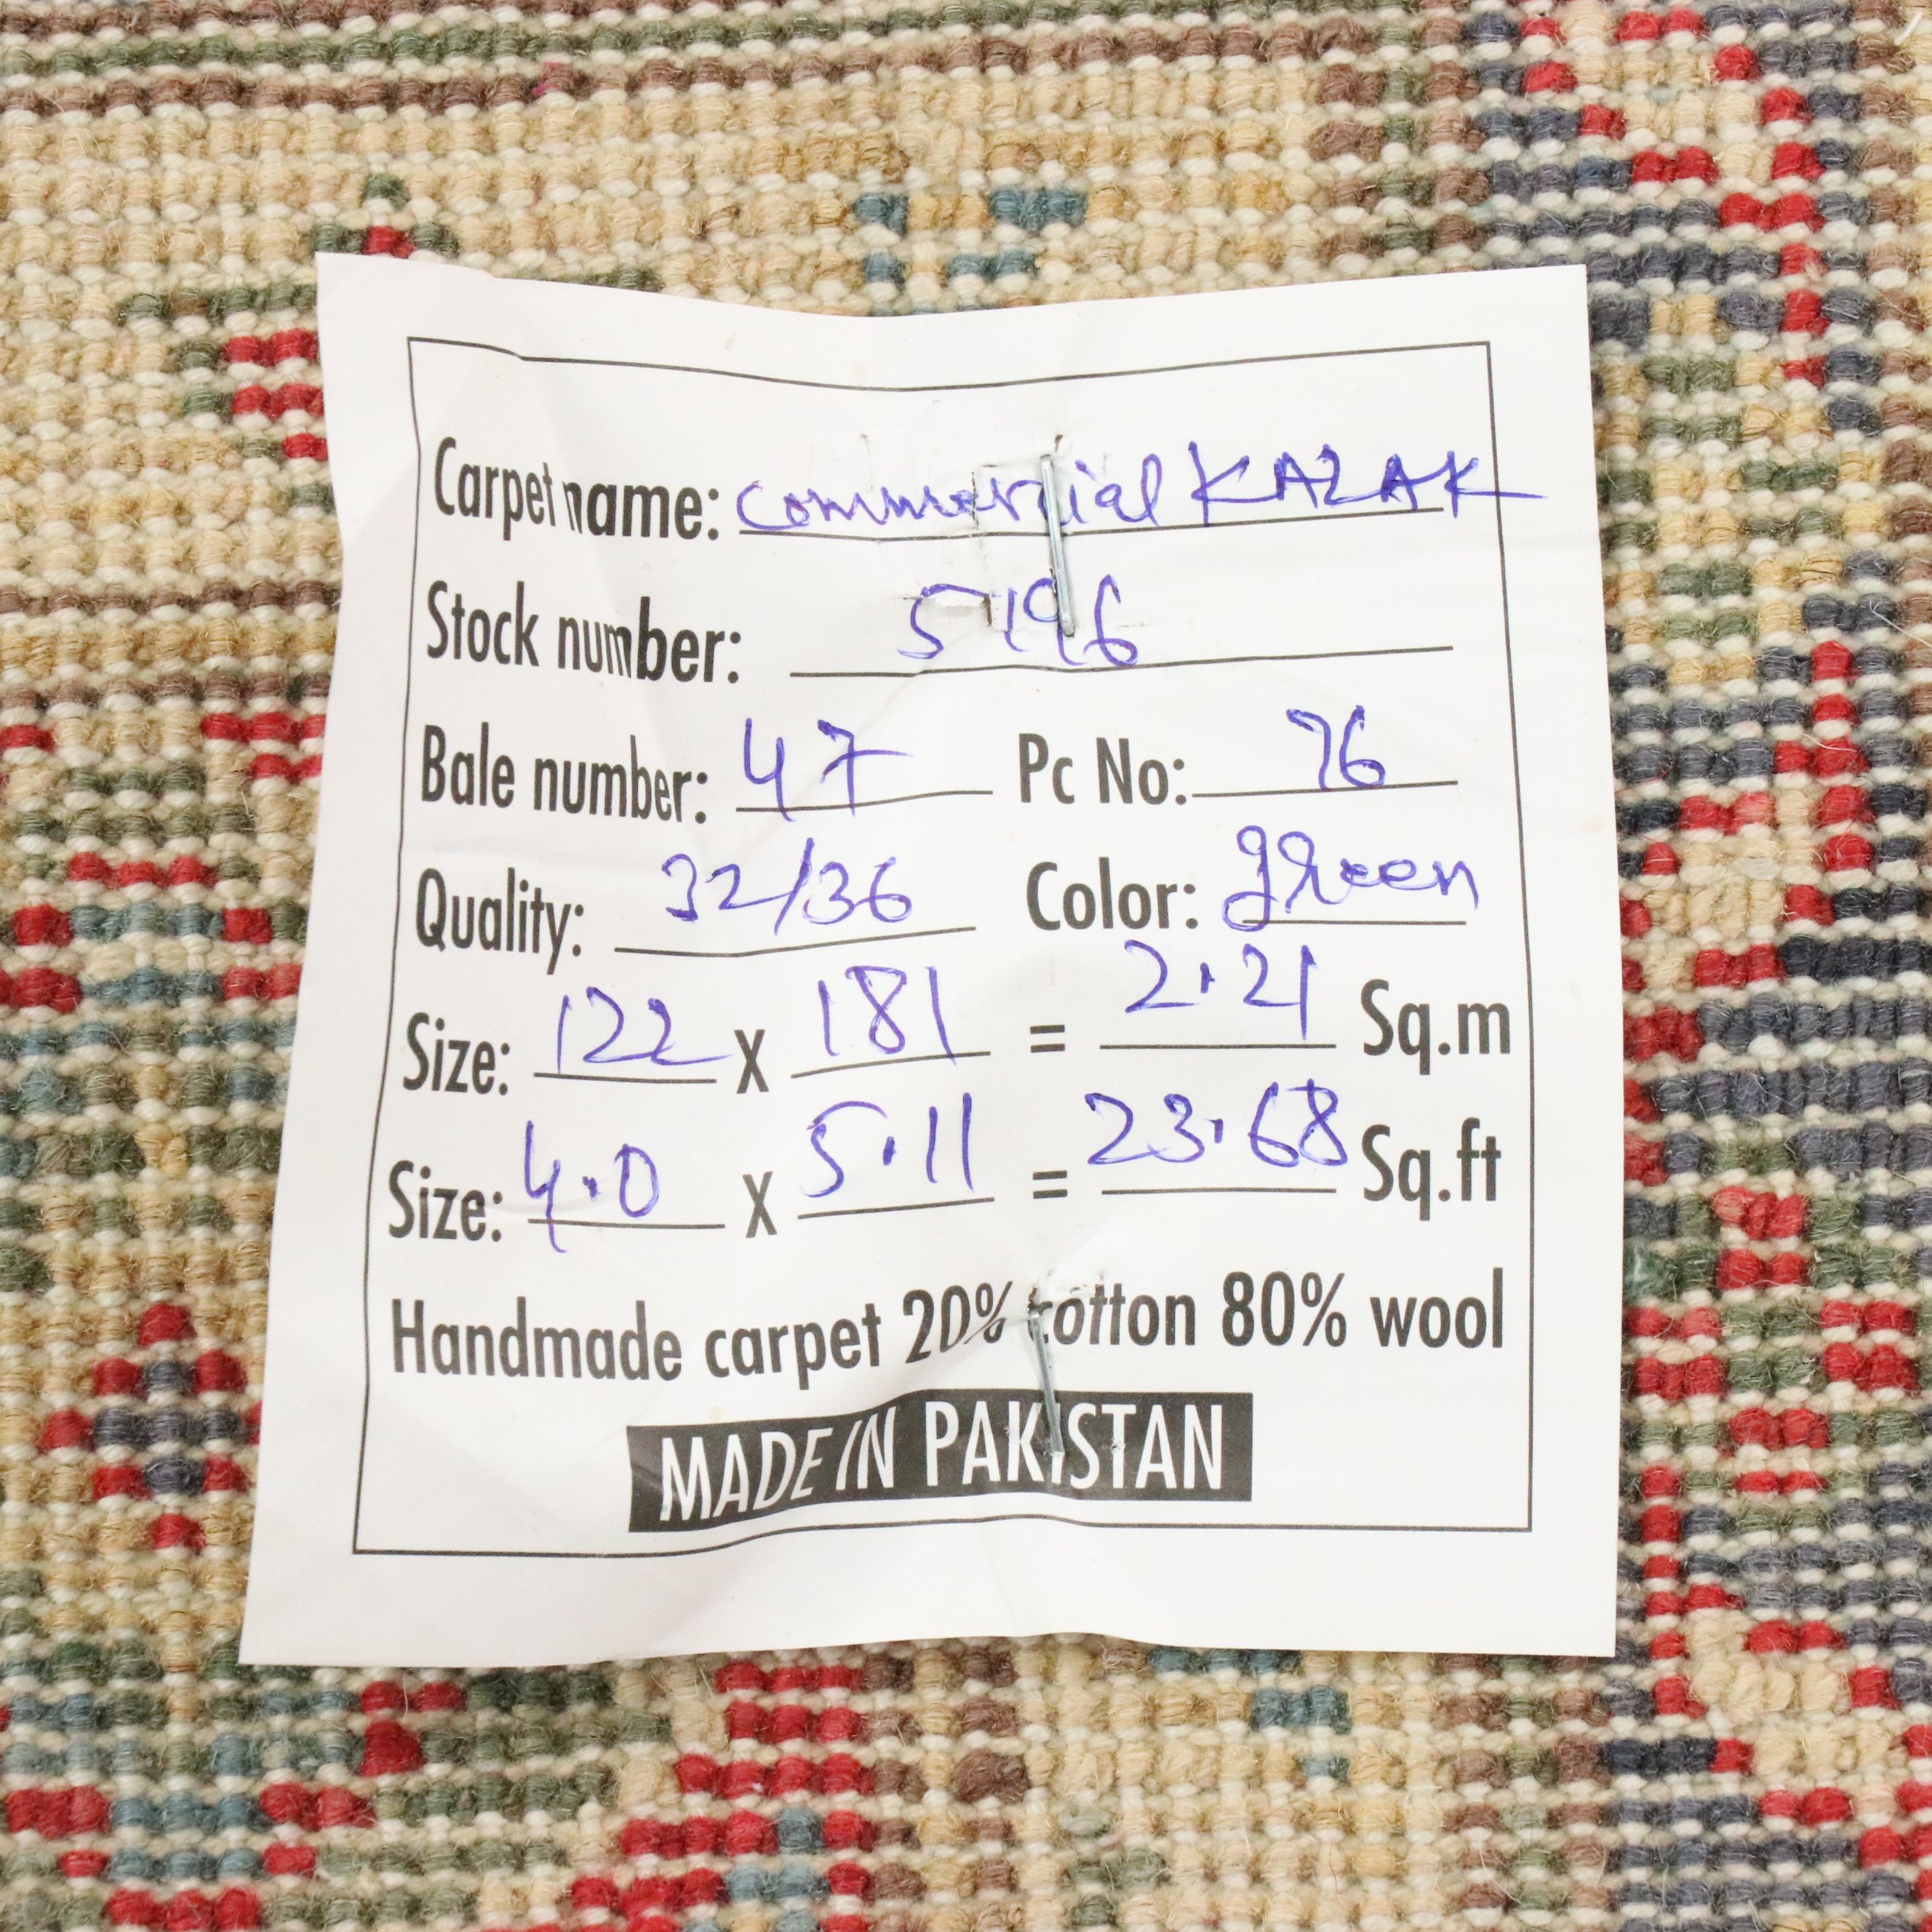 Carpet name: Commercial KAZAK
Stock number: 5196
Bale number: 47 Pc No: 76
Quality: 32/36 Color: green
Size: 122 X 181 = 2.21 Sq.m
Size: 4.0 X 5.11 = 23.68 Sq.ft
Handmade carpet 20% cotton 80% wool
MADE IN PAKISTAN